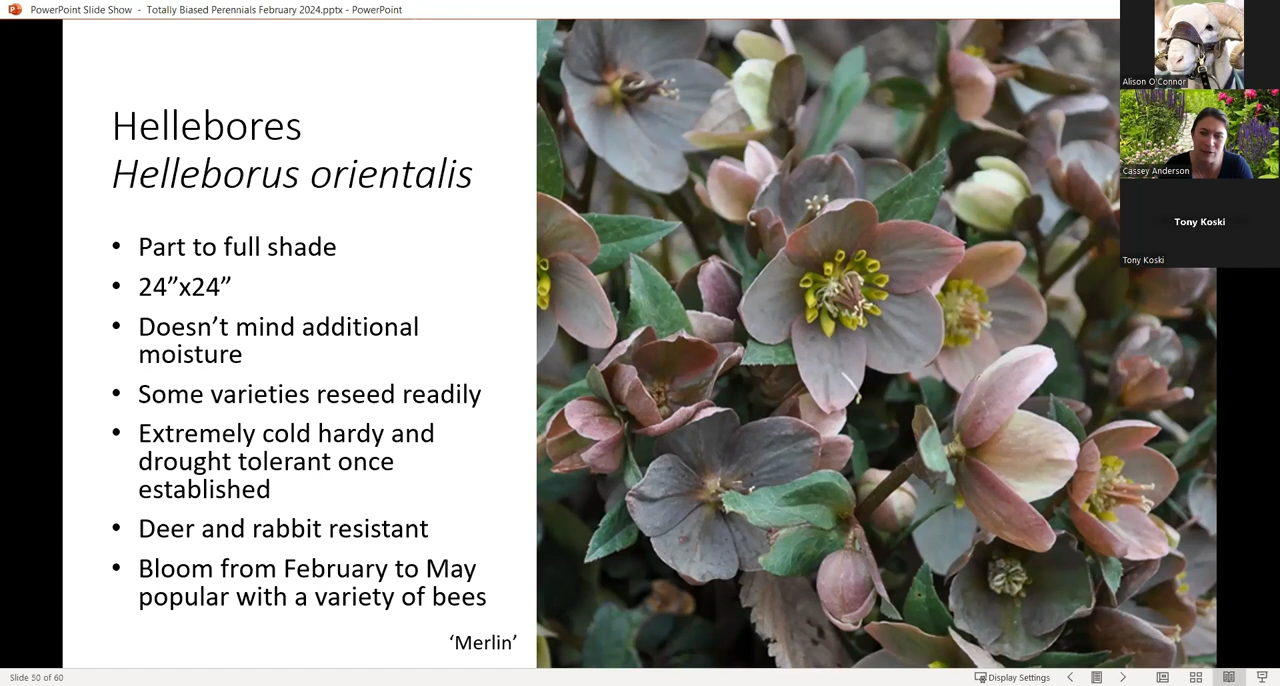 PowerPoint Slide Show - Totally Biased Perennials February 2024.pptx - PowerPoint
Alison O'Connor
Cassey Anderson
Tony Koski
Tony Koski
Hellebores
Helleborus orientalis
• Part to full shade
• 24”x24”
• Doesn’t mind additional
moisture
• Some varieties reseed readily
• Extremely cold hardy and
drought tolerant once
established
• Deer and rabbit resistant
• Bloom from February to May
popular with a variety of bees
‘Merlin’
Slide 50 of 60
Display Settings